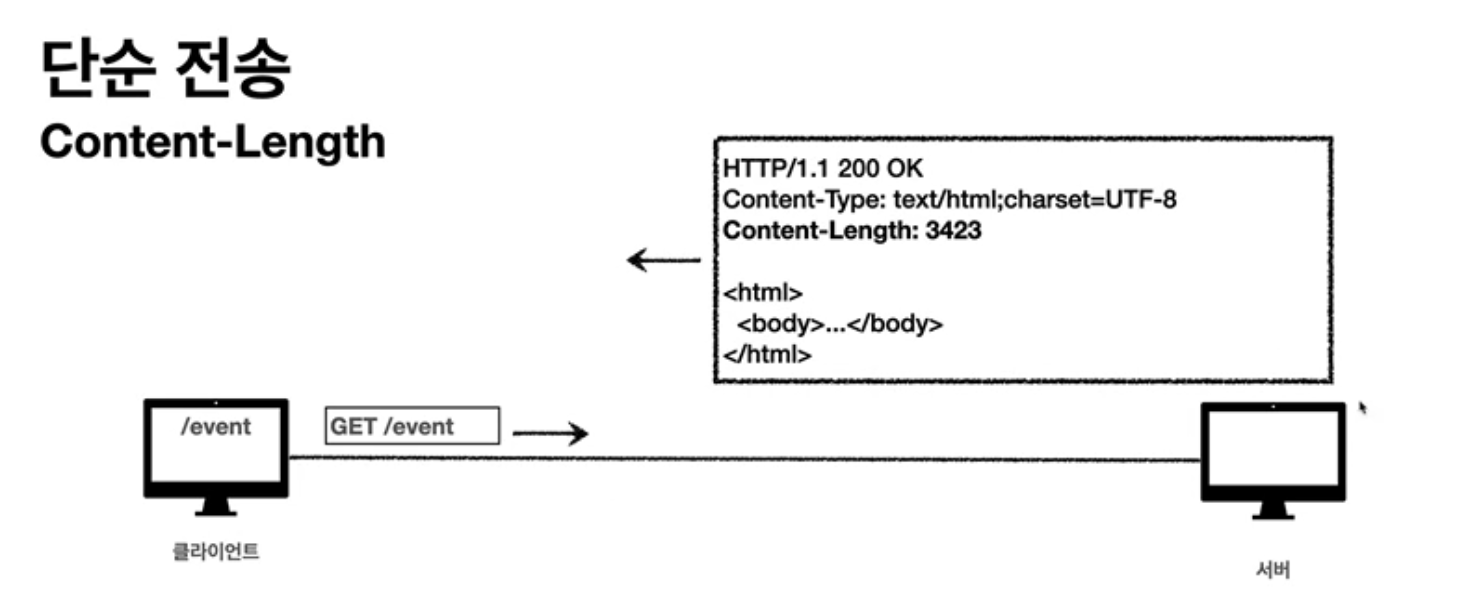 단순 전송
Content-Length
HTTP/1.1 200 OK
Content-Type: text/html;charset=UTF-8
Content-Length: 3423
<html>
<body>...</body>
</html>
/event
GET /event
클라이언트
서버